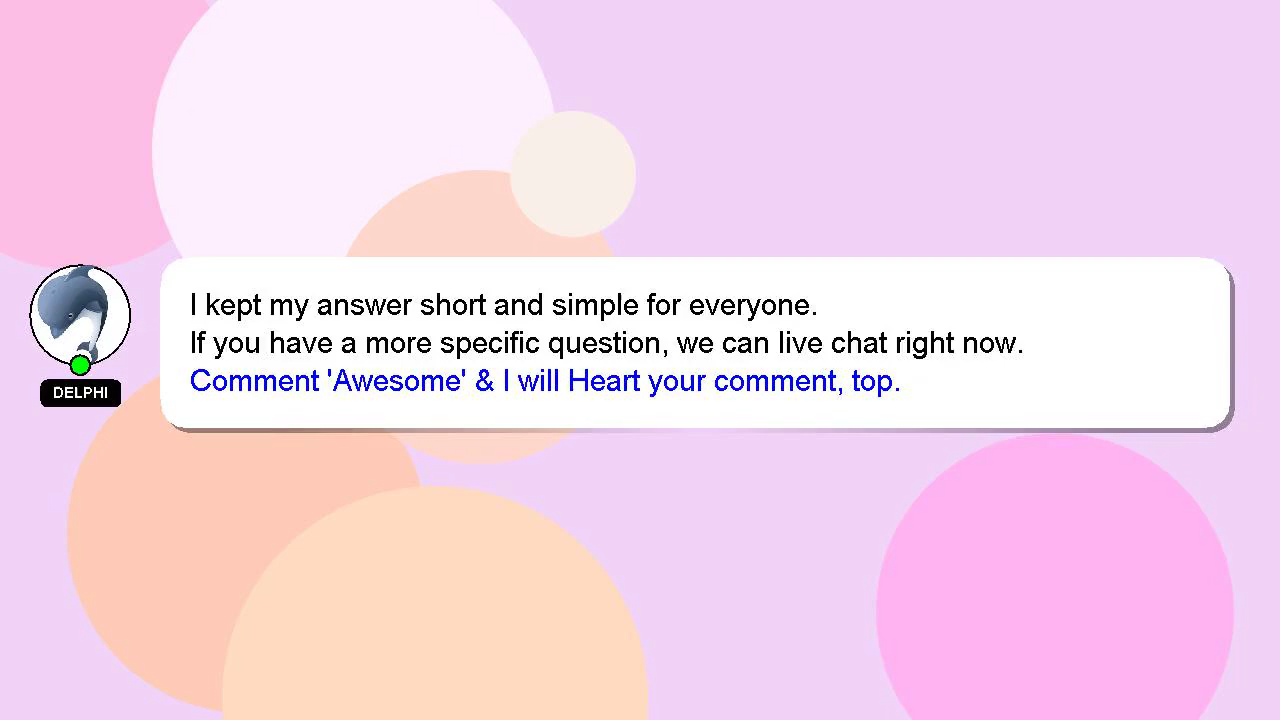 I kept my answer short and simple for everyone.
If you have a more specific question, we can live chat right now.
Comment 'Awesome' & I will Heart your comment, top.
DELPHI